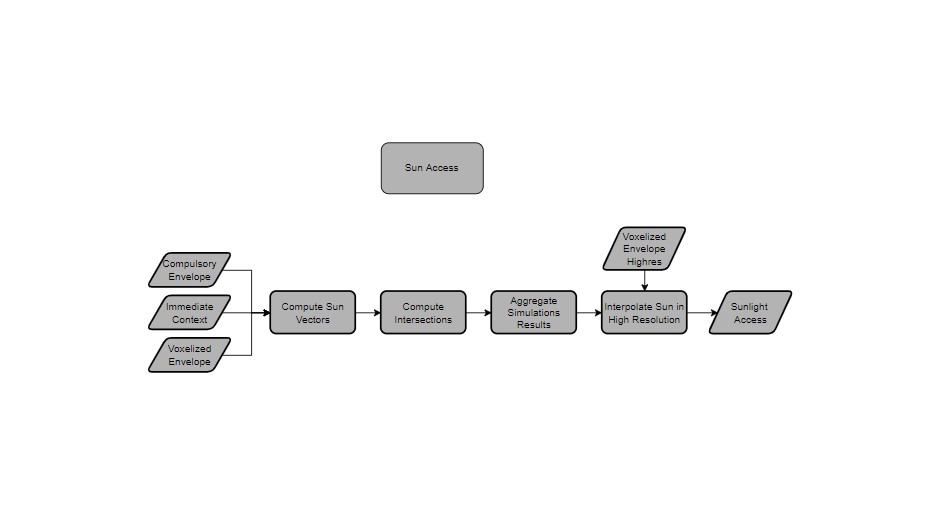 Sun Access
Voxelized
Envelope
Highres
Compulsory
Envelope
Immediate
Context
Voxelized
Envelope
Compute Sun
Vectors
Compute
Intersections
Aggregate
Simulations
Results
Interpolate Sun in
High Resolution
Sunlight
Access